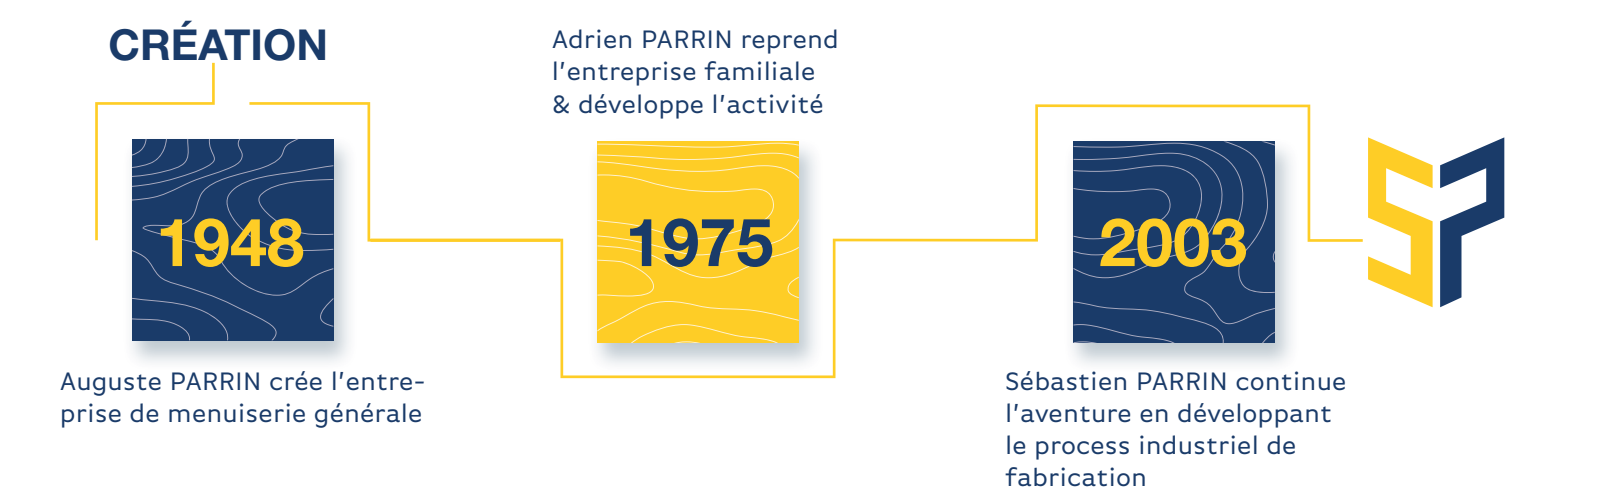 CRÉATION
1948
Auguste PARRIN crée l'entre-
prise de menuiserie générale
Adrien PARRIN reprend
l'entreprise familiale
& développe l'activité
1975
2003
Sébastien PARRIN continue
l'aventure en développant
le process industriel de
fabrication
SP